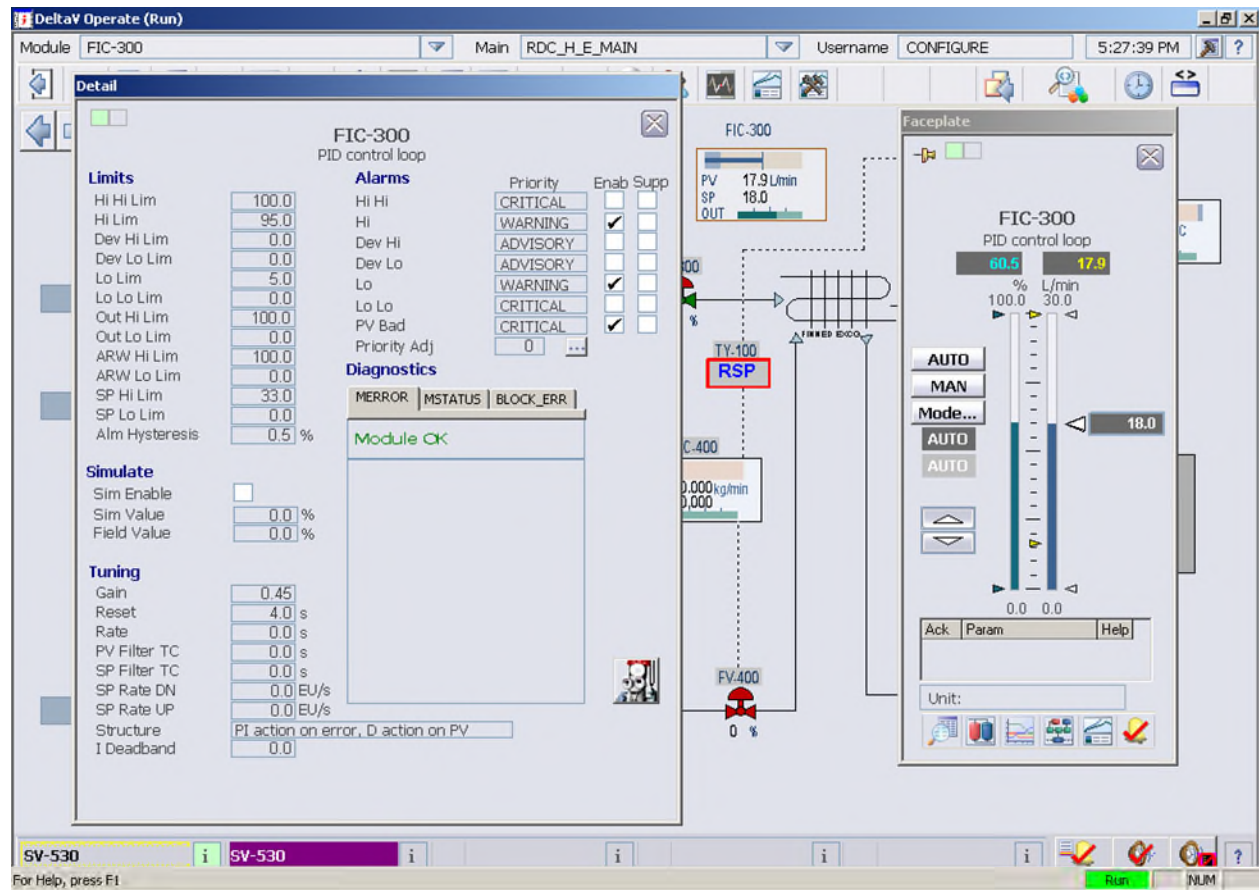 DeltaV Operate (Run)
Module FIC-300 Main RDC_H_E_MAIN Username CONFIGURE 5:27:39 PM ?
Detail
FIC-300
PID control loop
Limits
Hi Hi Lim 100.0
Hi Lim 95.0
Dev Hi Lim 0.0
Dev Lo Lim 0.0
Lo Lim 5.0
Lo Lo Lim 0.0
Out Hi Lim 100.0
Out Lo Lim 0.0
ARW Hi Lim 100.0
ARW Lo Lim 0.0
SP Hi Lim 33.0
SP Lo Lim 0.0
Alm Hysteresis 0.5 %
Simulate
Sim Enable
Sim Value 0.0 %
Field Value 0.0 %
Tuning
Gain 0.45
Reset 4.0 s
Rate 0.0 s
PV Filter TC 0.0 s
SP Filter TC 0.0 s
SP Rate DN 0.0 EU/s
SP Rate UP 0.0 EU/s
Structure PI action on error, D action on PV
I Deadband 0.0
Alarms Priority Enab Supp
Hi Hi CRITICAL
Hi WARNING
Dev Hi ADVISORY
Dev Lo ADVISORY
Lo WARNING
Lo Lo CRITICAL
PV Bad CRITICAL
Priority Adj 0 ...
Diagnostics
MERROR MSTATUS BLOCK_ERR
Module OK
FIC-300
PV 17.9 L/min
SP 18.0
OUT
300
%
FINNED EXCO
TY-100
RSP
C-400
0.000 kg/min
0,000
FV-400
0 %
C
Faceplate
FIC-300
PID control loop
60.5 17.9
% L/min
100.0 30.0
AUTO
MAN
Mode...
AUTO
AUTO
18.0
0.0 0.0
Ack Param Help
Unit:
SV-530 i SV-530 i i i i ?
For Help, press F1 Run NUM